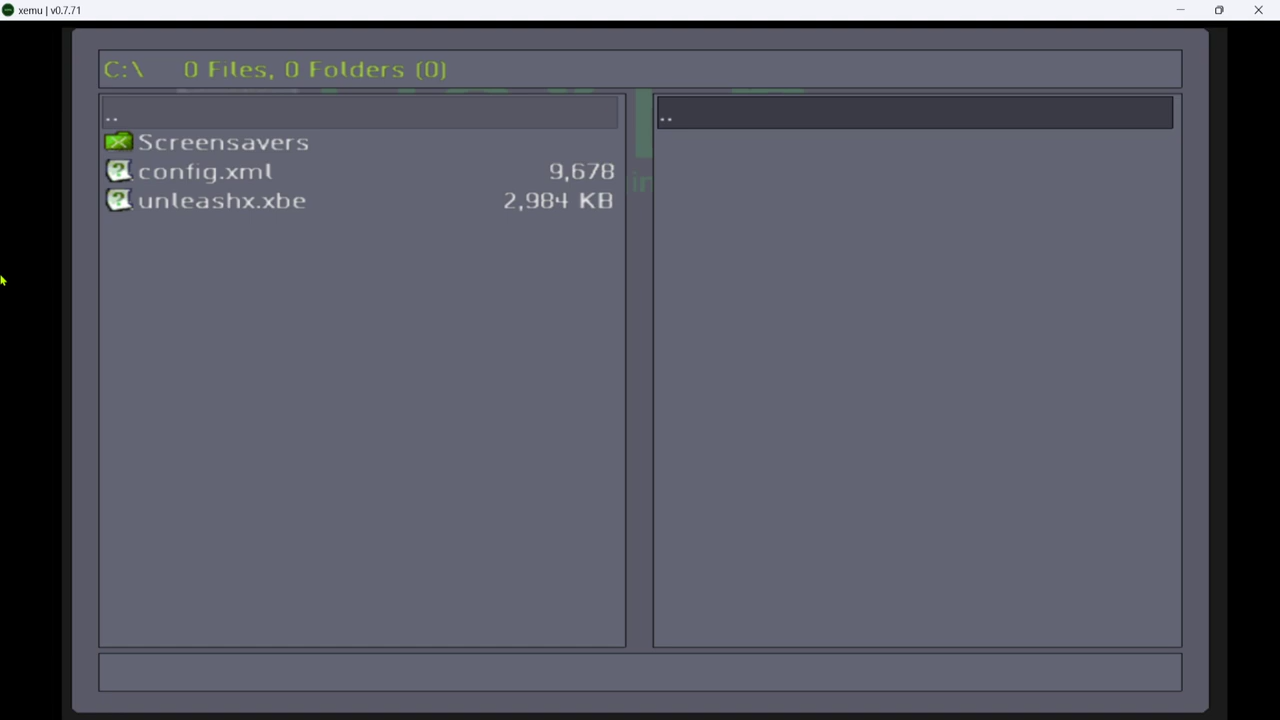 xemu | v0.7.71
C:\ 0 Files, 0 Folders (0)
..
Screensavers
config.xml 9,678
unleashx.xbe 2,984 KB
..
in